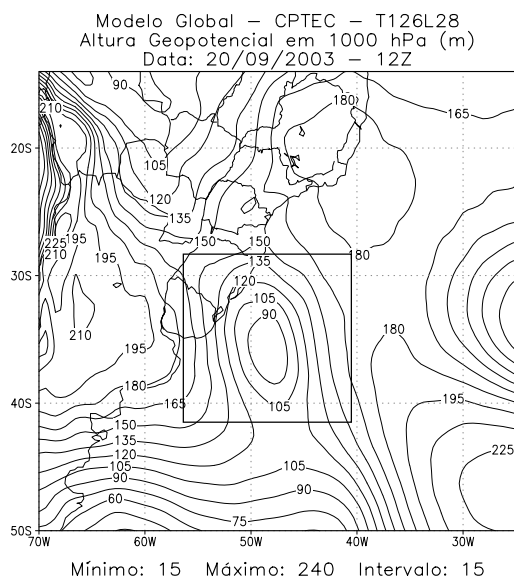 Modelo Global – CPTEC – T126L28
Altura Geopotencial em 1000 hPa (m)
Data: 20/09/2003 – 12Z
90
180
165
210
20S
105
120
135
225
195
210
195
150
150
180
30S
135
120
105
90
210
180
195
180
165
105
195
40S
150
135
120
105
105
225
90
90
60
75
50S
70W
60W
50W
40W
30W
Mínimo: 15 Máximo: 240 Intervalo: 15